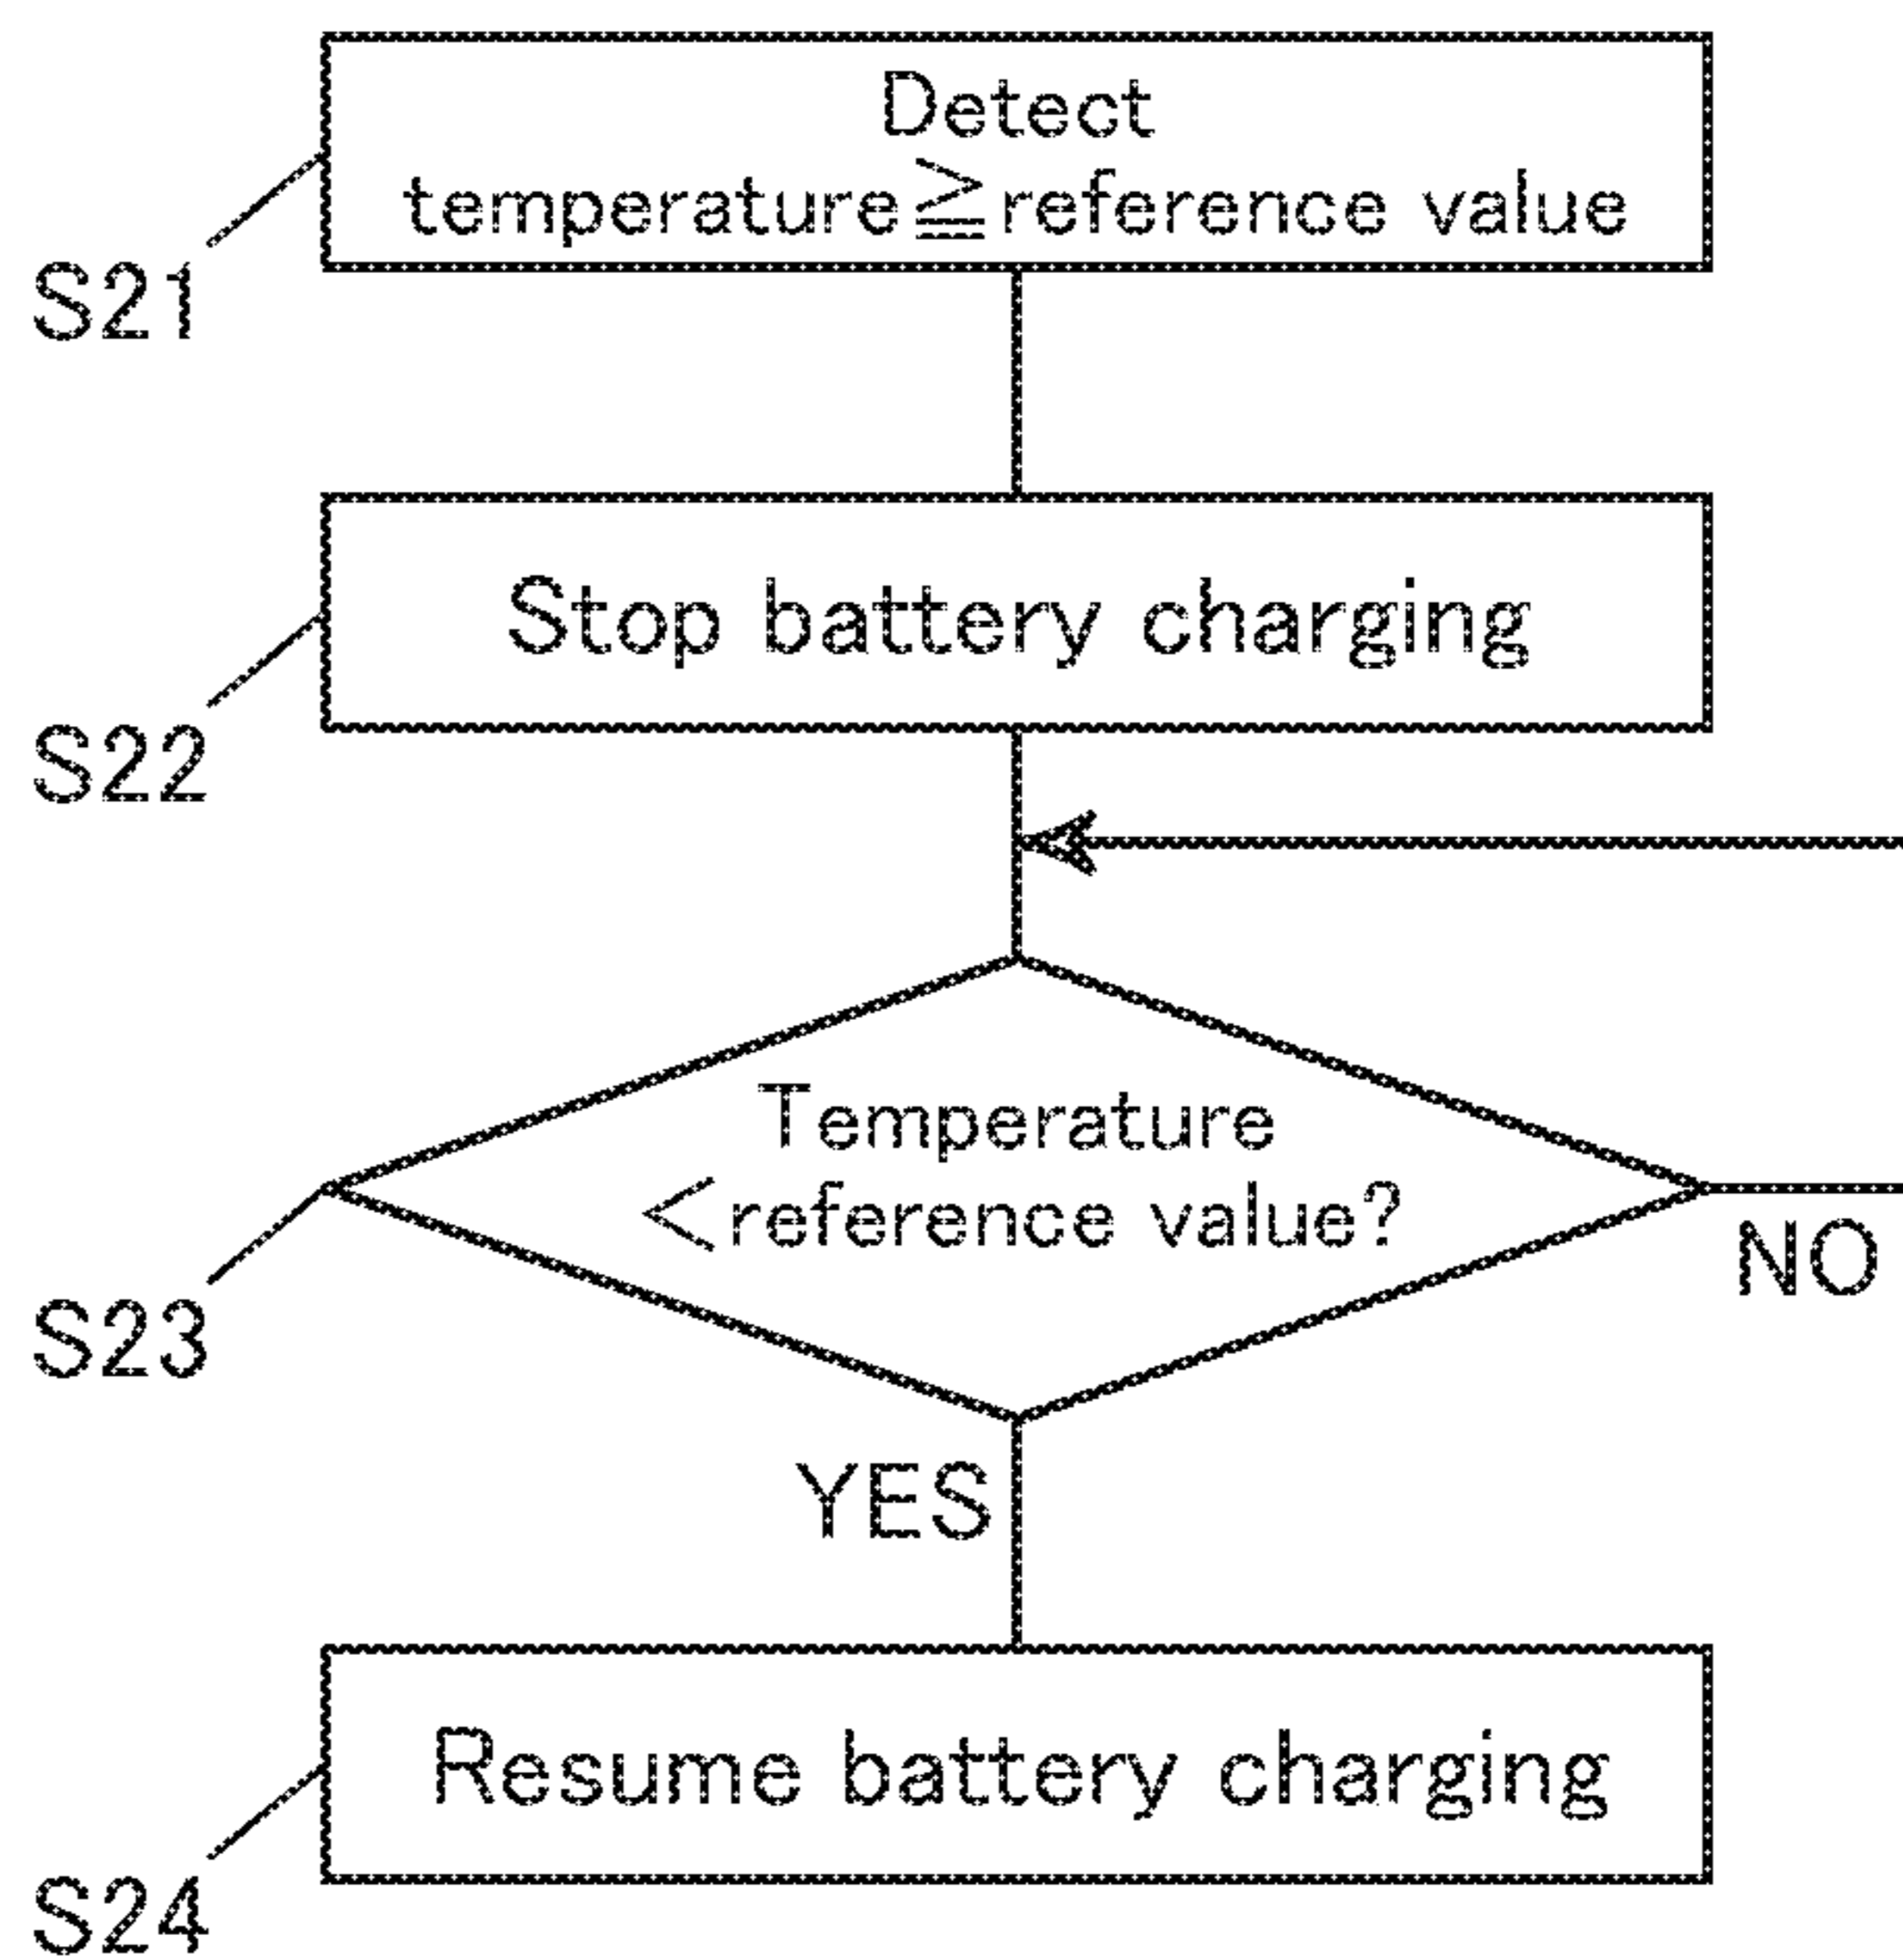 Detect
temperature≧reference value
S21
Stop battery charging
S22
Temperature
<reference value?
NO
S23
YES
Resume battery charging
S24